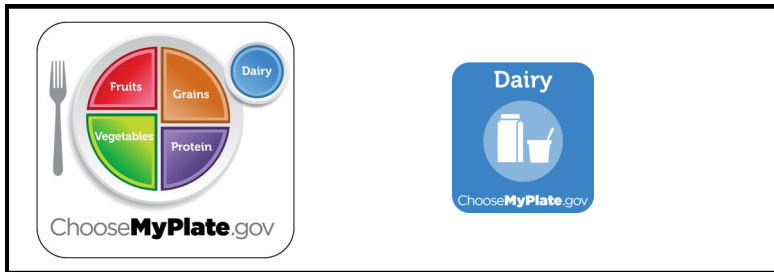 Dairy
Fruits
Grains
Vegetables
Protein
ChooseMyPlate.gov
Dairy
ChooseMyPlate.gov